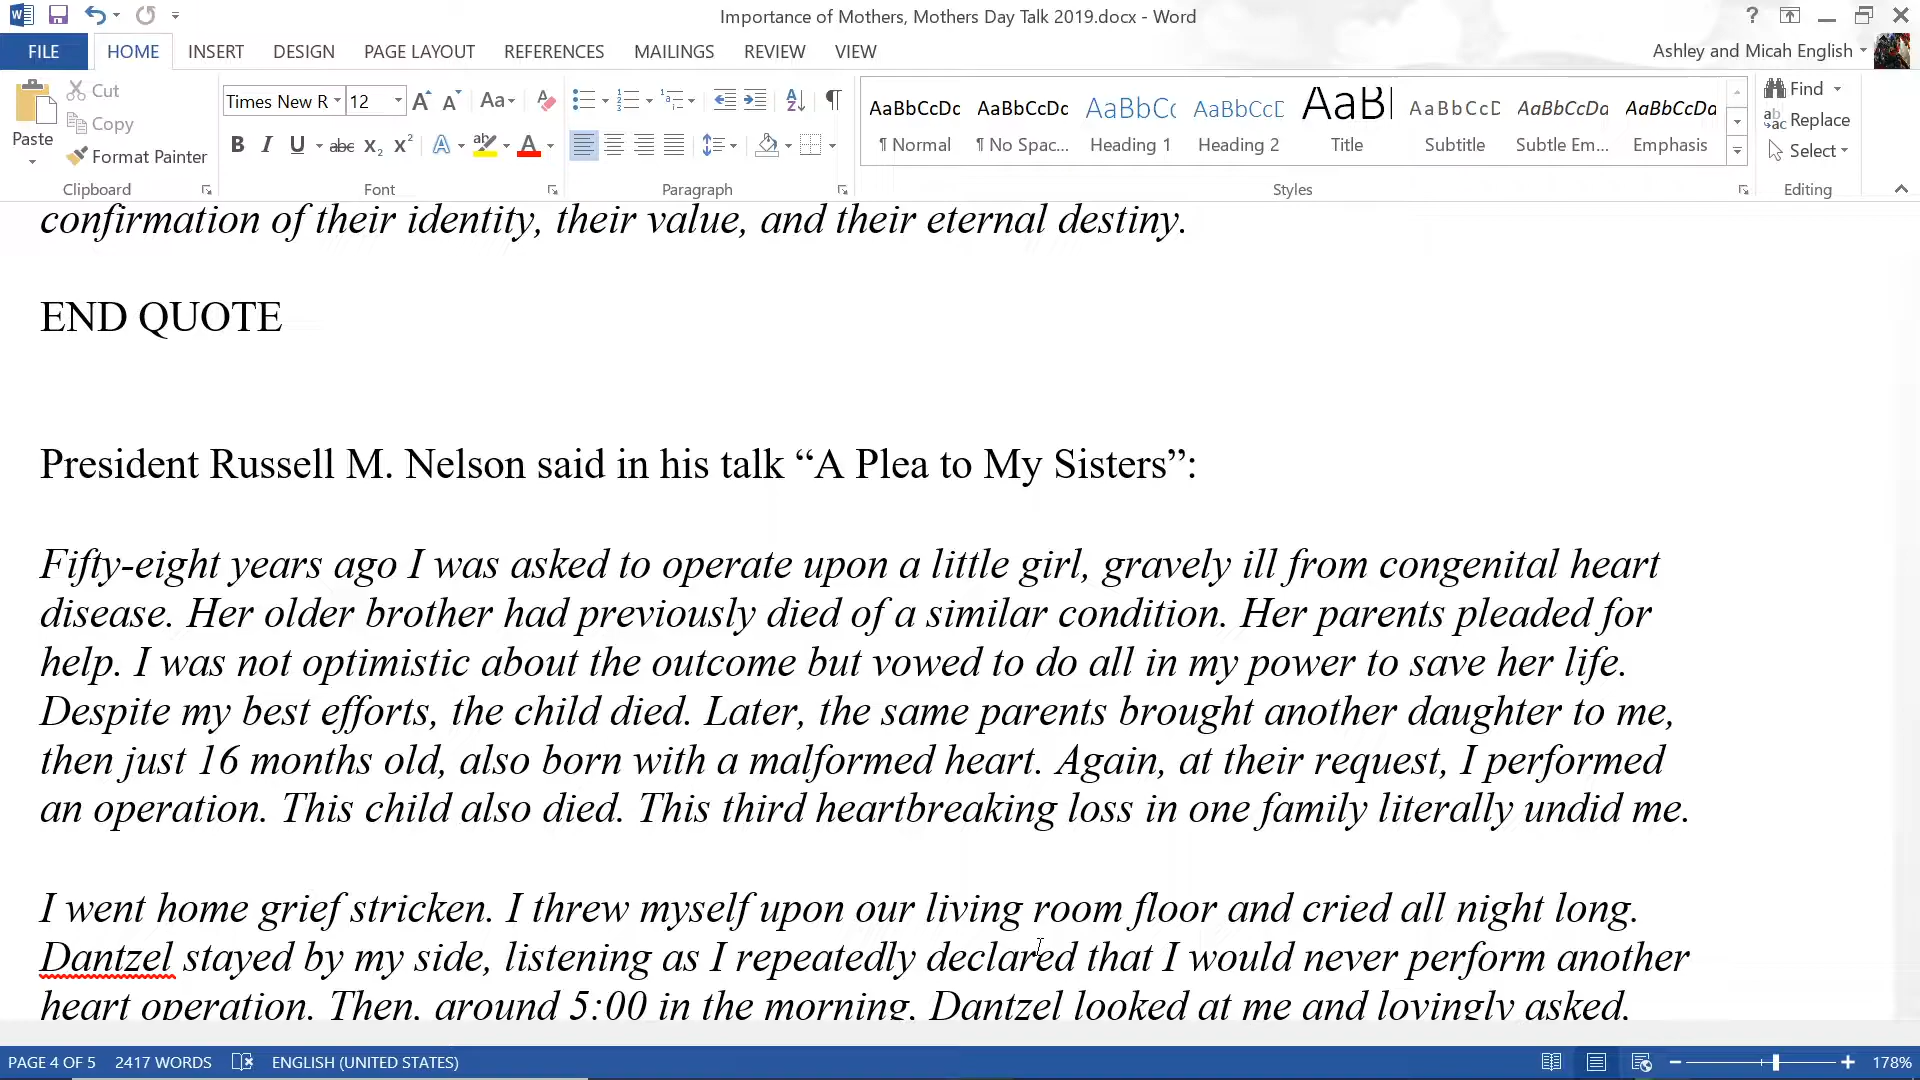 Importance of Mothers, Mothers Day Talk 2019.docx - Word
FILE HOME INSERT DESIGN PAGE LAYOUT REFERENCES MAILINGS REVIEW VIEW
Ashley and Micah English
Paste
Cut
Copy
Format Painter
Clipboard
Times New R 12
Font
Paragraph
AaBbCcDc AaBbCcDc AaBbCc AaBbCcD AaB AaBbCcD AaBbCcDa AaBbCcDa
¶ Normal ¶ No Spac... Heading 1 Heading 2 Title Subtitle Subtle Em... Emphasis
Styles
Find
Replace
Select
Editing
confirmation of their identity, their value, and their eternal destiny.
END QUOTE
President Russell M. Nelson said in his talk “A Plea to My Sisters”:
Fifty-eight years ago I was asked to operate upon a little girl, gravely ill from congenital heart
disease. Her older brother had previously died of a similar condition. Her parents pleaded for
help. I was not optimistic about the outcome but vowed to do all in my power to save her life.
Despite my best efforts, the child died. Later, the same parents brought another daughter to me,
then just 16 months old, also born with a malformed heart. Again, at their request, I performed
an operation. This child also died. This third heartbreaking loss in one family literally undid me.
I went home grief stricken. I threw myself upon our living room floor and cried all night long.
Dantzel stayed by my side, listening as I repeatedly declared that I would never perform another
heart operation. Then, around 5:00 in the morning, Dantzel looked at me and lovingly asked,
PAGE 4 OF 5 2417 WORDS ENGLISH (UNITED STATES) 178%